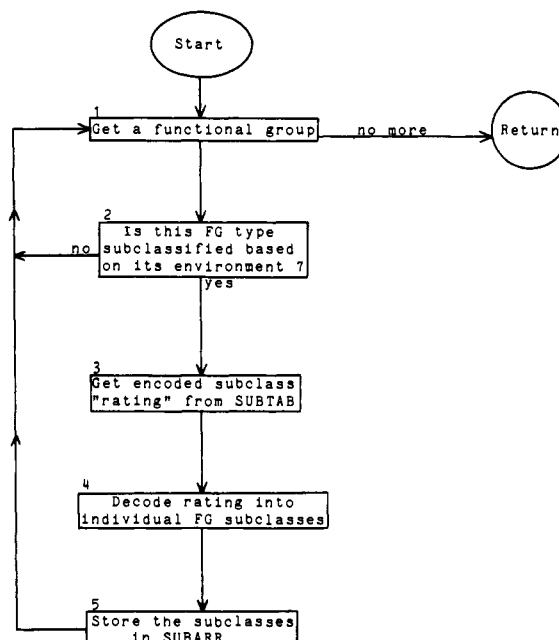 Start
1
Get a functional group
no more
Return
2
Is this FG type
subclassified based
on its environment ?
no
yes
3
Get encoded subclass
"rating" from SUBTAB
4
Decode rating into
individual FG subclasses
5
Store the subclasses
in SUBARR